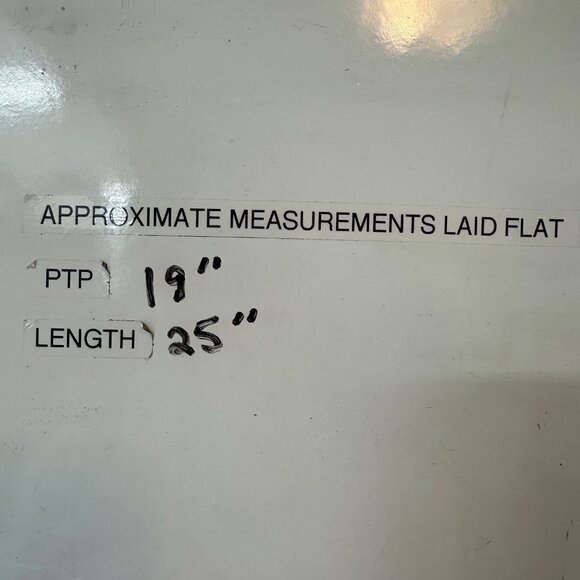 APPROXIMATE MEASUREMENTS LAID FLAT
PTP 19"
LENGTH 25"